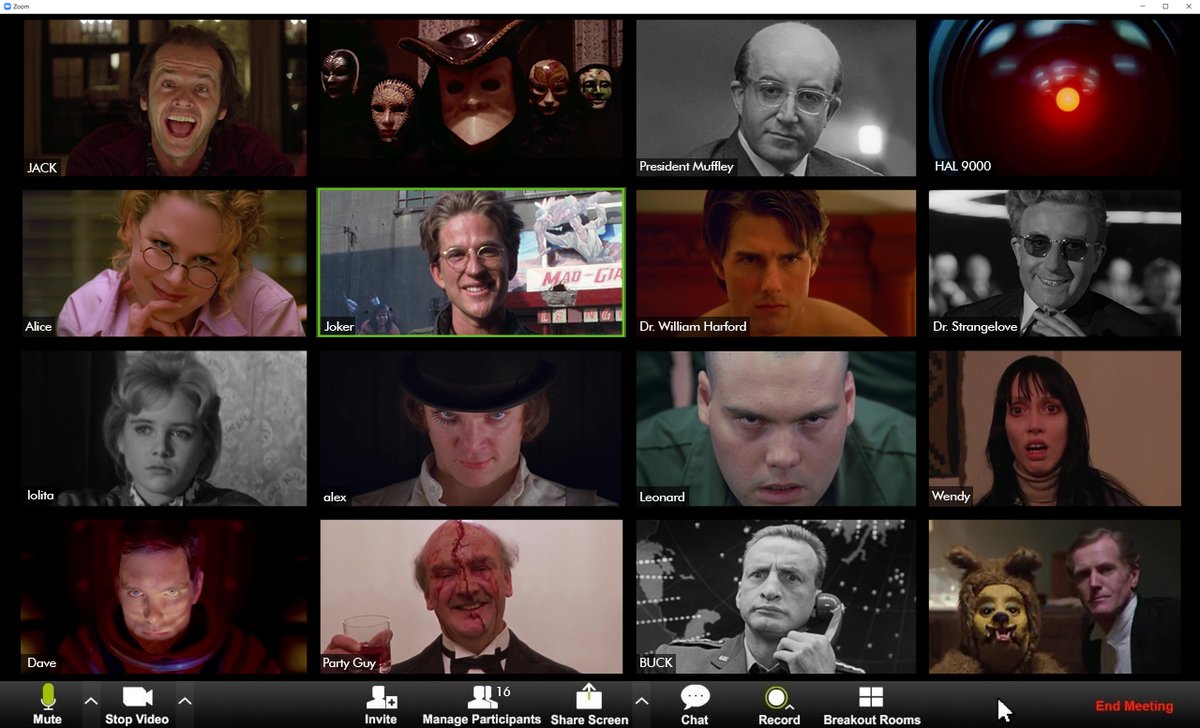 Zoom
JACK
President Muffley
HAL 9000
Alice
Joker
MAD-GIA
LENG
Dr. William Harford
Dr. Strangelove
lolita
alex
Leonard
Wendy
Dave
Party Guy
BUCK
Mute
Stop Video
Invite
16
Manage Participants
Share Screen
Chat
Record
Breakout Rooms
End Meeting